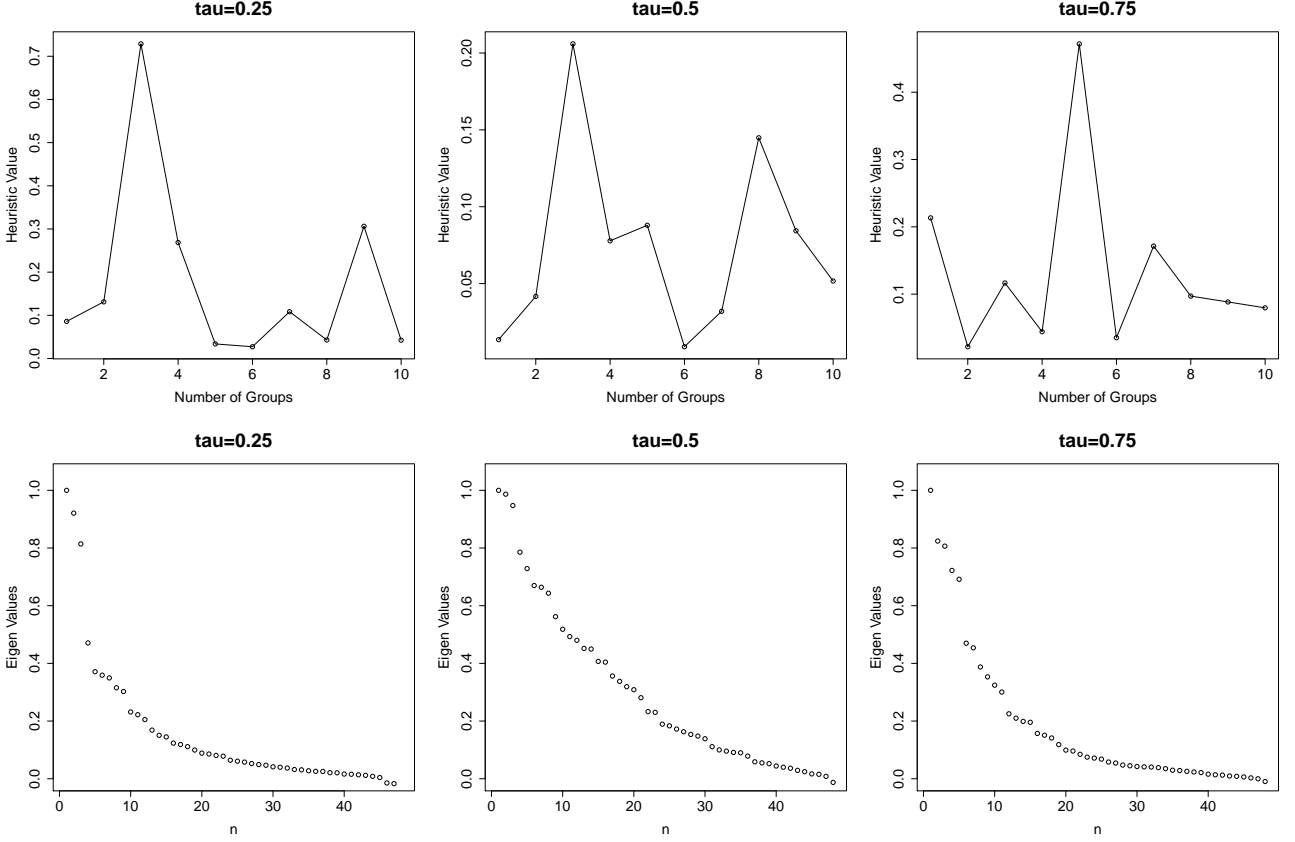 tau=0.25
Heuristic Value
0.0 0.1 0.2 0.3 0.4 0.5 0.6 0.7
2 4 6 8 10
Number of Groups
tau=0.5
Heuristic Value
0.05 0.10 0.15 0.20
2 4 6 8 10
Number of Groups
tau=0.75
Heuristic Value
0.1 0.2 0.3 0.4
2 4 6 8 10
Number of Groups
tau=0.25
Eigen Values
0.0 0.2 0.4 0.6 0.8 1.0
0 10 20 30 40
n
tau=0.5
Eigen Values
0.0 0.2 0.4 0.6 0.8 1.0
0 10 20 30 40
n
tau=0.75
Eigen Values
0.0 0.2 0.4 0.6 0.8 1.0
0 10 20 30 40
n